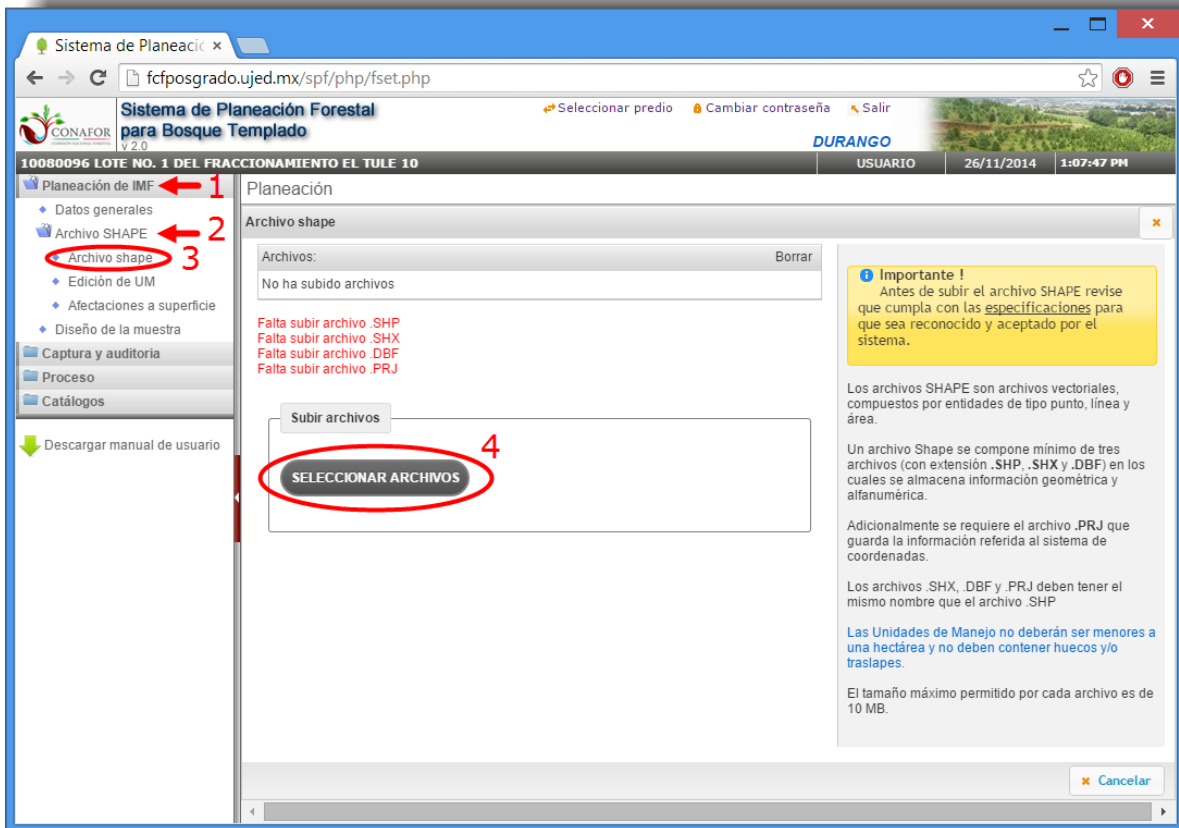 Sistema de Planeació
fcfposgrado.ujed.mx/spf/php/fset.php
CONAFOR
Sistema de Planeación Forestal
para Bosque Templado
v 2.0
Seleccionar predio
Cambiar contraseña
Salir
DURANGO
10080096 LOTE NO. 1 DEL FRACCIONAMIENTO EL TULE 10
USUARIO
26/11/2014
1:07:47 PM
Planeación de IMF
1
Datos generales
Archivo SHAPE
2
Archivo shape
3
Edición de UM
Afectaciones a superficie
Diseño de la muestra
Captura y auditoria
Proceso
Catálogos
Descargar manual de usuario
Planeación
Archivo shape
Archivos:
Borrar
No ha subido archivos
Falta subir archivo .SHP
Falta subir archivo .SHX
Falta subir archivo .DBF
Falta subir archivo .PRJ
Subir archivos
4
SELECCIONAR ARCHIVOS
Importante !
Antes de subir el archivo SHAPE revise
que cumpla con las especificaciones para
que sea reconocido y aceptado por el
sistema.
Los archivos SHAPE son archivos vectoriales,
compuestos por entidades de tipo punto, línea y
área.
Un archivo Shape se compone mínimo de tres
archivos (con extensión .SHP, .SHX y .DBF) en los
cuales se almacena información geométrica y
alfanumérica.
Adicionalmente se requiere el archivo .PRJ que
guarda la información referida al sistema de
coordenadas.
Los archivos .SHX, .DBF y .PRJ deben tener el
mismo nombre que el archivo .SHP
Las Unidades de Manejo no deberán ser menores a
una hectárea y no deben contener huecos y/o
traslapes.
El tamaño máximo permitido por cada archivo es de
10 MB.
Cancelar